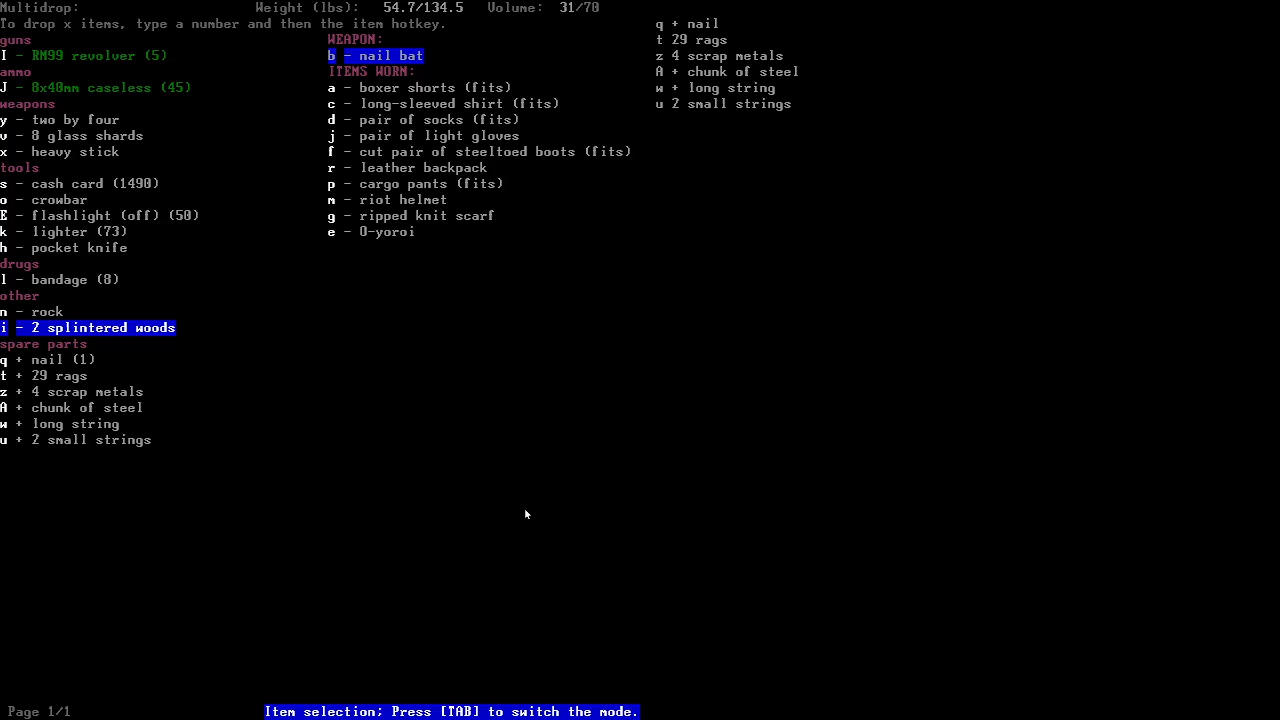 Multidrop: Weight (lbs): 54.7/134.5 Volume: 31/70
To drop x items, type a number and then the item hotkey.
guns
I - RM99 revolver (5)
ammo
J - 8x40mm caseless (45)
weapons
y - two by four
v - 8 glass shards
x - heavy stick
tools
s - cash card (1490)
o - crowbar
E - flashlight (off) (50)
k - lighter (73)
h - pocket knife
drugs
l - bandage (8)
other
n - rock
i - 2 splintered woods
spare parts
q + nail (1)
t + 29 rags
z + 4 scrap metals
A + chunk of steel
w + long string
u + 2 small strings
WEAPON:
b - nail bat
ITEMS WORN:
a - boxer shorts (fits)
c - long-sleeved shirt (fits)
d - pair of socks (fits)
j - pair of light gloves
f - cut pair of steeltoed boots (fits)
r - leather backpack
p - cargo pants (fits)
m - riot helmet
g - ripped knit scarf
e - O-yoroi
q + nail
t 29 rags
z 4 scrap metals
A + chunk of steel
w + long string
u 2 small strings
Page 1/1 Item selection; Press [TAB] to switch the mode.